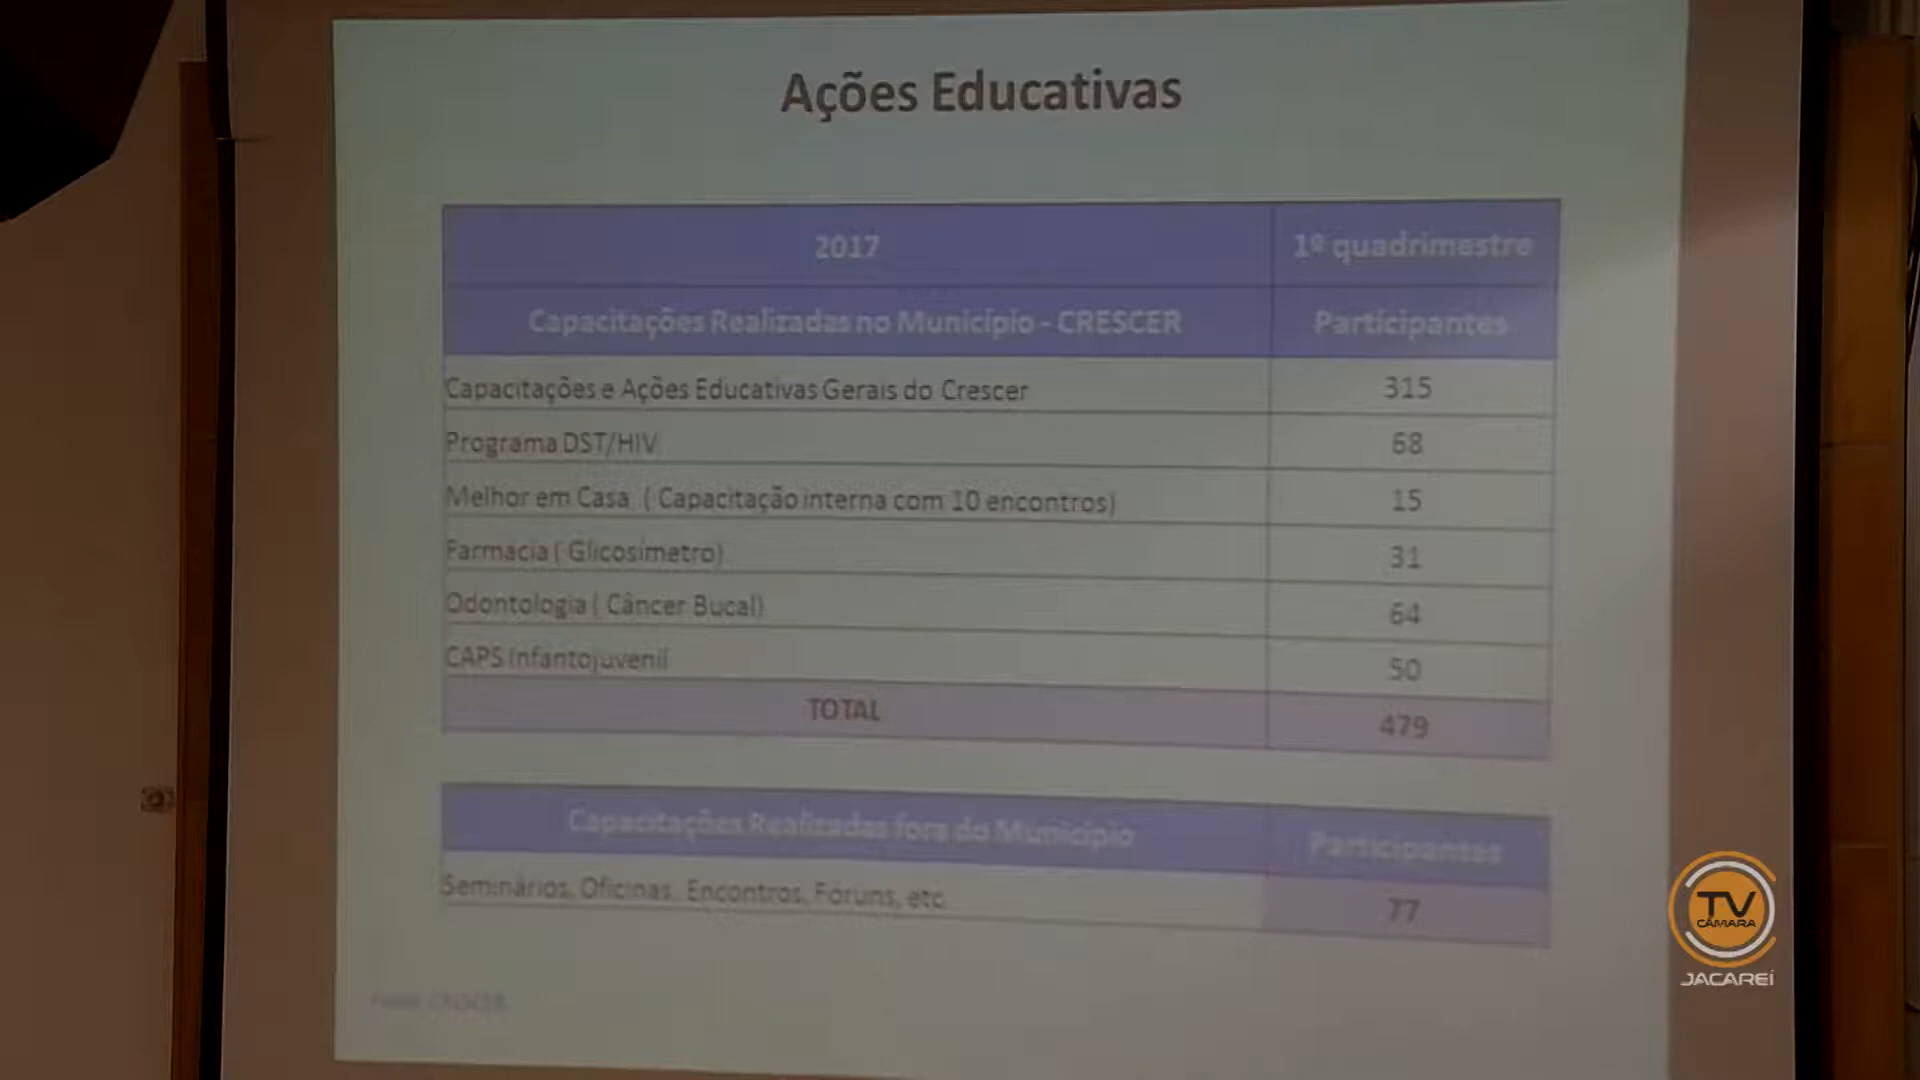 Ações Educativas
2017 1º quadrimestre
Capacitações Realizadas no Município - CRESCER Participantes
Capacitações e Ações Educativas Gerais do Crescer 315
Programa DST/HIV 68
Melhor em Casa ( Capacitação interna com 10 encontros) 15
Farmacia ( Glicosimetro) 31
Odontologia ( Câncer Bucal) 64
CAPS Infantojuvenil 50
TOTAL 479
Capacitações Realizadas fora do Município Participantes
Seminários, Oficinas, Encontros, Fóruns, etc 77
Fonte: CRESCER
TV
CÂMARA
JACAREÍ